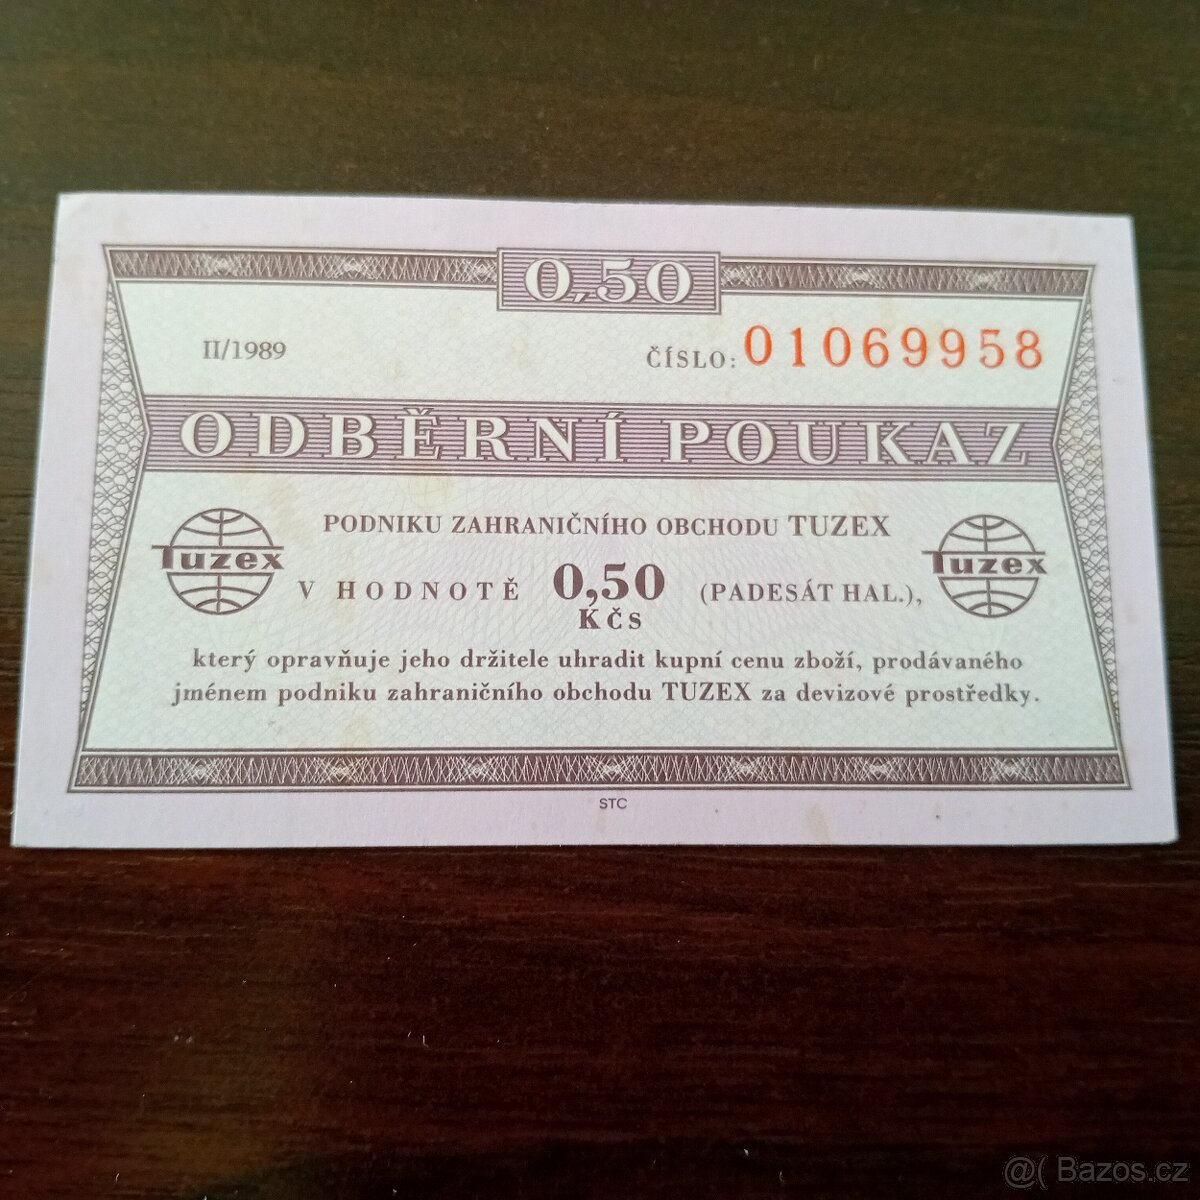 0,50
II/1989
ČÍSLO: 01069958
ODBĚRNÍ POUKAZ
PODNIKU ZAHRANIČNÍHO OBCHODU TUZEX
Tuzex
V HODNOTĚ 0,50 (PADESÁT HAL.),
KČS
Tuzex
který opravňuje jeho držitele uhradit kupní cenu zboží, prodávaného
jménem podniku zahraničního obchodu TUZEX za devizové prostředky.
STC
@( Bazos.cz